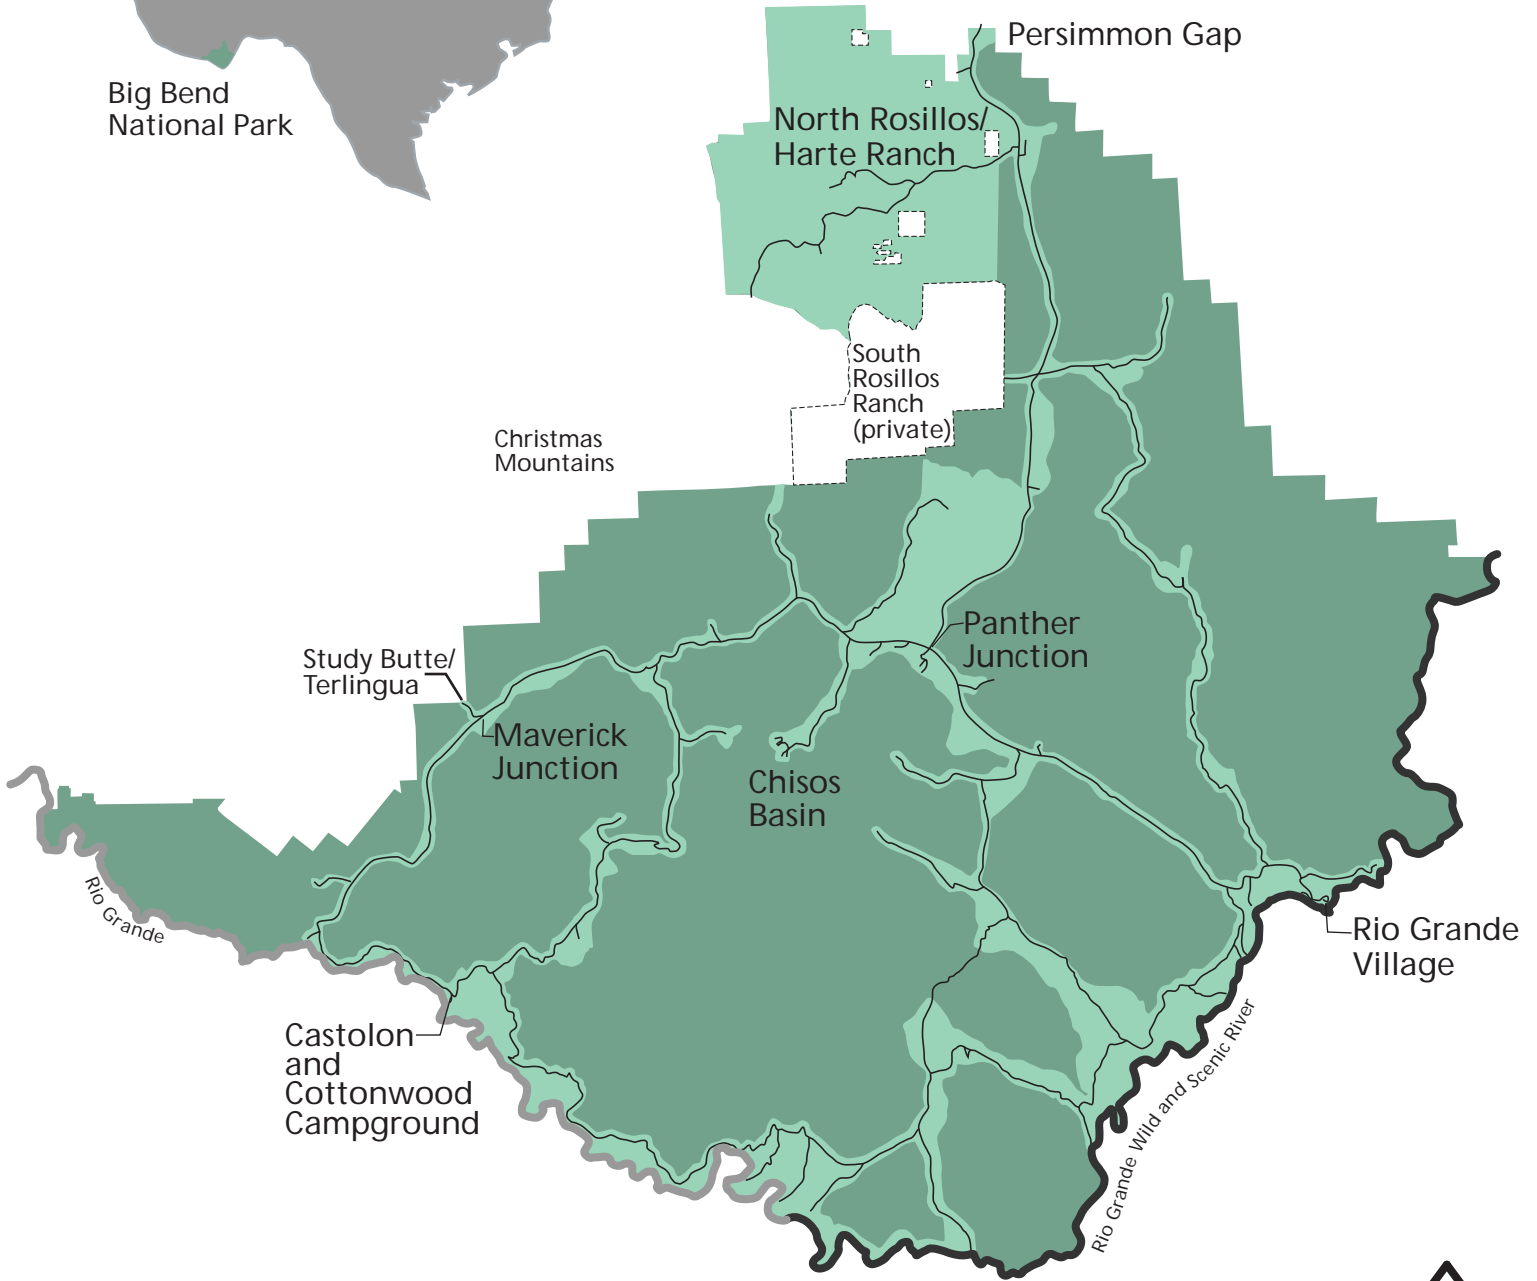 Persimmon Gap
Big Bend
National Park
North Rosillos/
Harte Ranch
South
Rosillos
Ranch
(private)
Christmas
Mountains
Panther
Junction
Study Butte/
Terlingua
Maverick
Junction
Chisos
Basin
Rio Grande
Rio Grande
Village
Castolon
and
Cottonwood
Campground
Rio Grande Wild and Scenic River